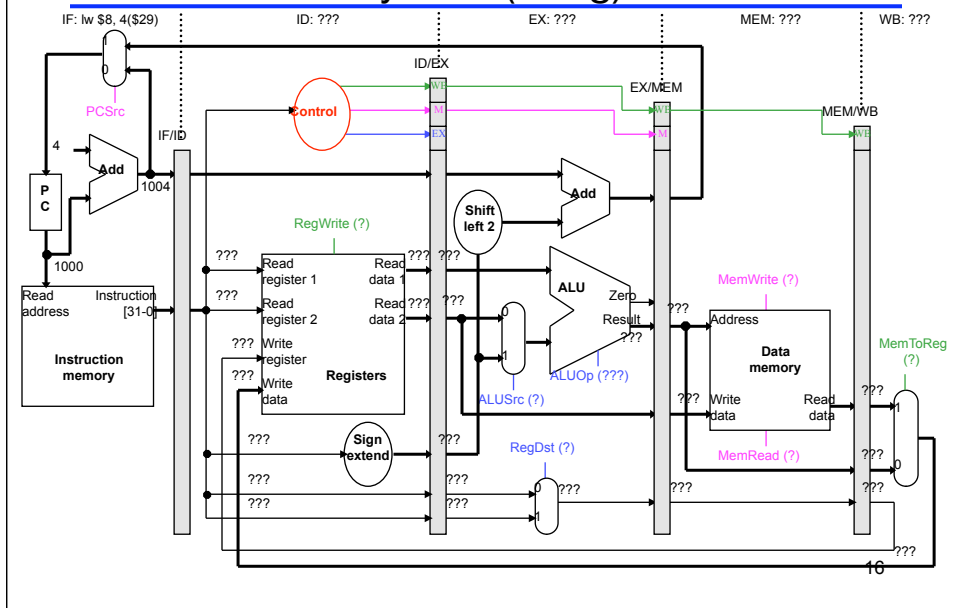 IF: lw $8, 4($29)
ID: ???
EX: ???
MEM: ???
WB: ???
1
0
PCSrc
ID/EX
WB
M
EX
Control
EX/MEM
WB
M
MEM/WB
WB
IF/ID
4
Add
1004
P
C
1000
Add
Shift
left 2
RegWrite (?)
Read
address
Instruction
[31-0]
Instruction
memory
???
???
???
???
Read
register 1
Read
register 2
Write
register
Write
data
Read
data 1
Read
data 2
Registers
???
???
???
???
0
1
ALUSrc (?)
ALU
Zero
Result
???
ALUOp (???)
???
MemWrite (?)
Address
Data
memory
???
Write
data
Read
data
MemRead (?)
MemToReg
(?)
???
1
???
0
???
Sign
extend
???
RegDst (?)
???
???
0
1
???
???
???
???
16